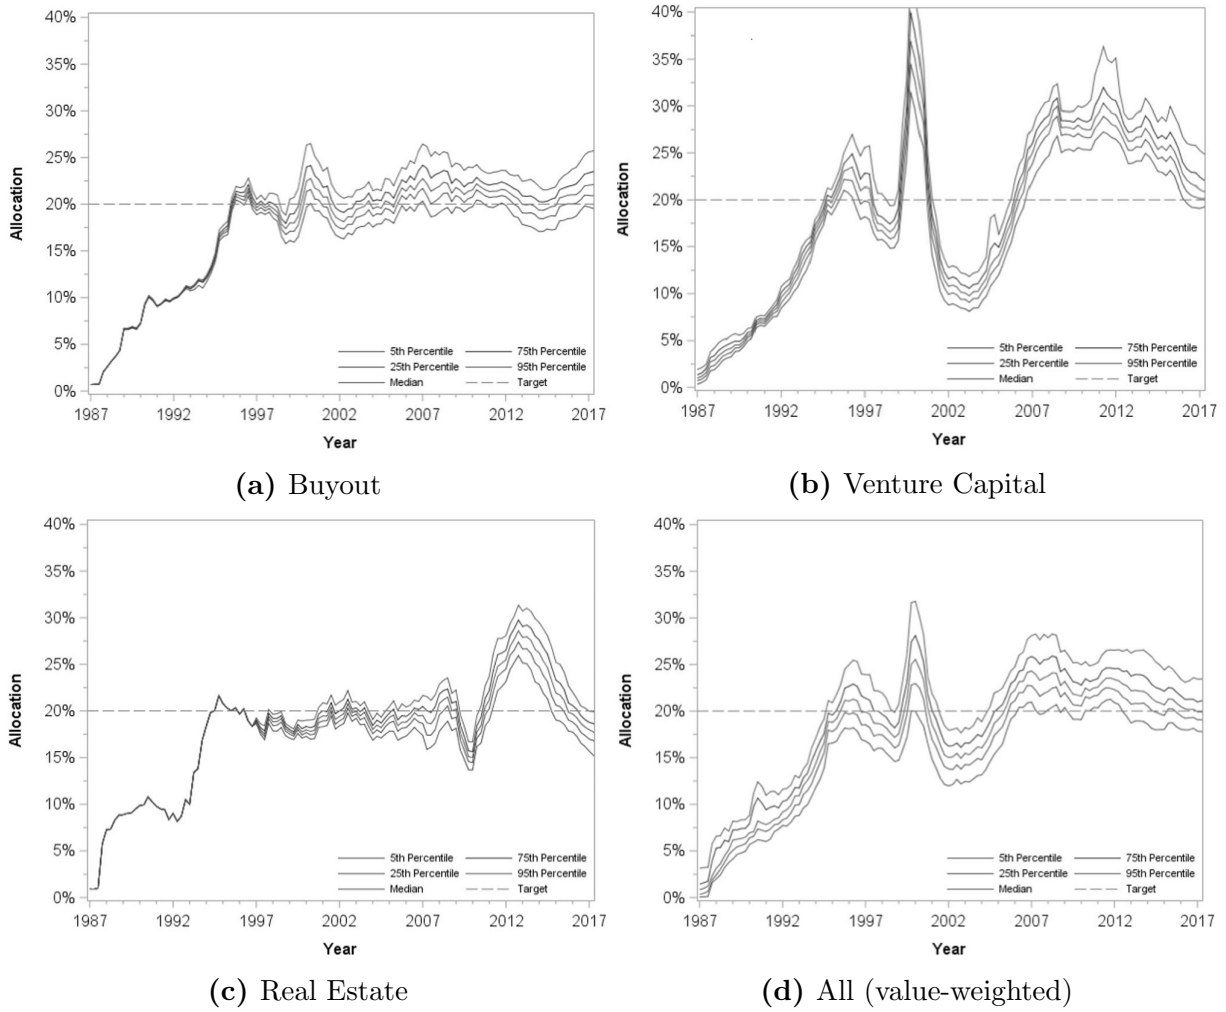 40%
35%
30%
25%
20%
15%
10%
5%
0%
Allocation
5th Percentile 75th Percentile
25th Percentile 95th Percentile
Median Target
1987 1992 1997 2002 2007 2012 2017
Year
(a) Buyout
40%
35%
30%
25%
20%
15%
10%
5%
0%
Allocation
5th Percentile 75th Percentile
25th Percentile 95th Percentile
Median Target
1987 1992 1997 2002 2007 2012 2017
Year
(b) Venture Capital
40%
35%
30%
25%
20%
15%
10%
5%
0%
Allocation
5th Percentile 75th Percentile
25th Percentile 95th Percentile
Median Target
1987 1992 1997 2002 2007 2012 2017
Year
(c) Real Estate
40%
35%
30%
25%
20%
15%
10%
5%
0%
Allocation
5th Percentile 75th Percentile
25th Percentile 95th Percentile
Median Target
1987 1992 1997 2002 2007 2012 2017
Year
(d) All (value-weighted)